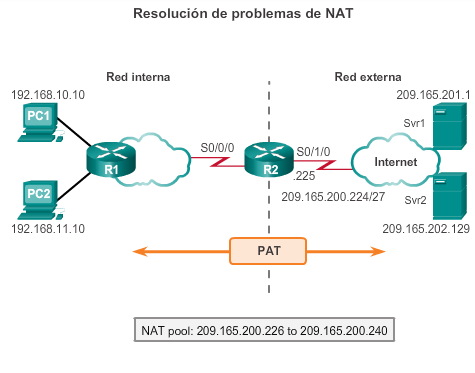 Resolución de problemas de NAT
Red interna
Red externa
192.168.10.10
209.165.201.1
PC1
Svr1
S0/0/0
S0/1/0
R1
R2
Internet
.225
PC2
209.165.200.224/27
Svr2
192.168.11.10
209.165.202.129
PAT
NAT pool: 209.165.200.226 to 209.165.200.240